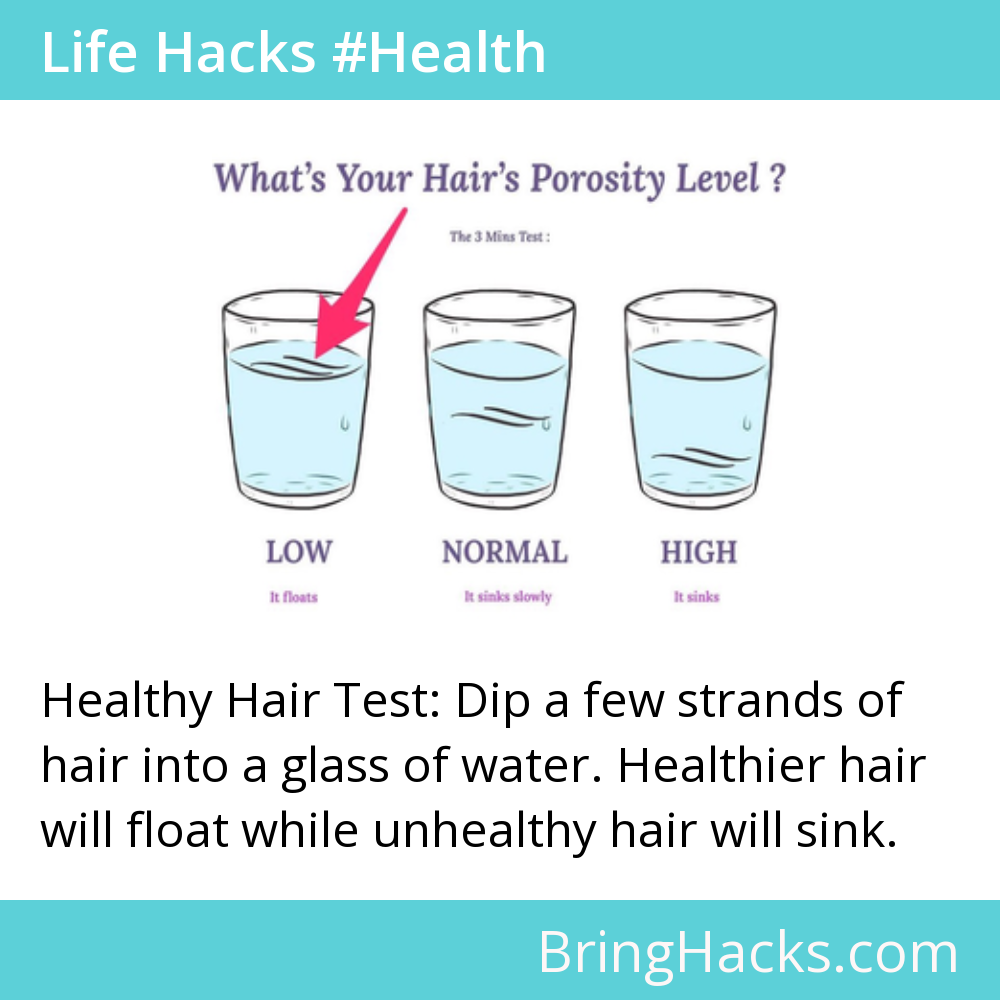 Life Hacks #Health
What's Your Hair's Porosity Level ?
The 3 Mins Test :
LOW NORMAL HIGH
It floats It sinks slowly It sinks
Healthy Hair Test: Dip a few strands of
hair into a glass of water. Healthier hair
will float while unhealthy hair will sink.
BringHacks.com